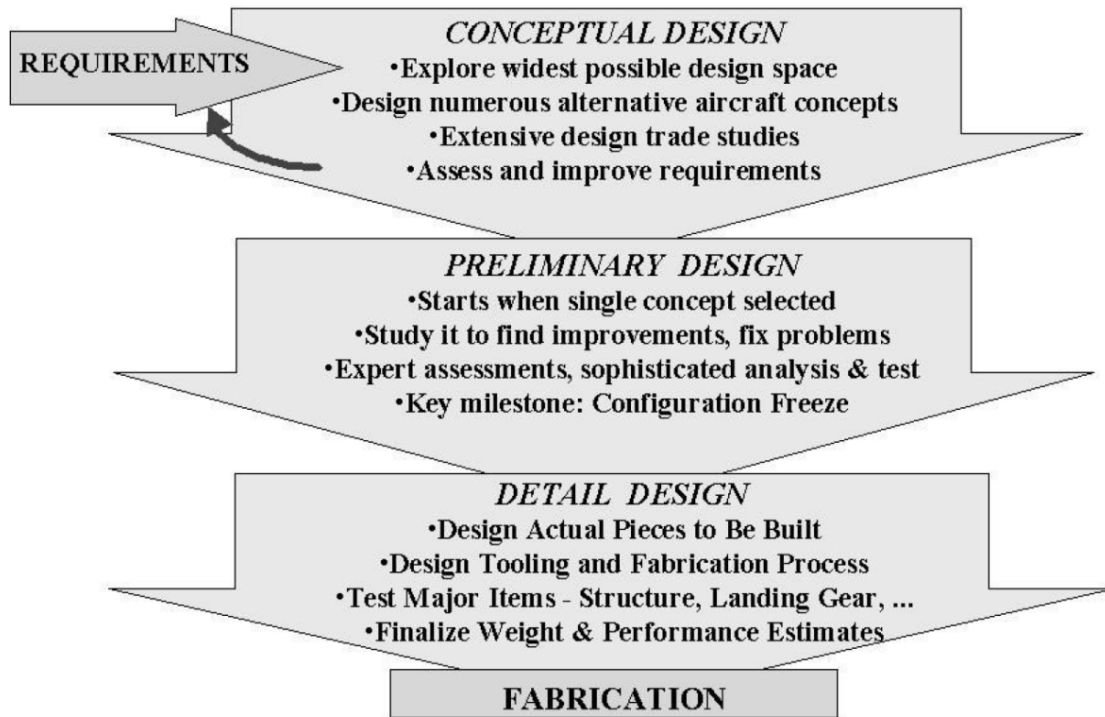 REQUIREMENTS
CONCEPTUAL DESIGN
•Explore widest possible design space
•Design numerous alternative aircraft concepts
•Extensive design trade studies
•Assess and improve requirements
PRELIMINARY DESIGN
•Starts when single concept selected
•Study it to find improvements, fix problems
•Expert assessments, sophisticated analysis & test
•Key milestone: Configuration Freeze
DETAIL DESIGN
•Design Actual Pieces to Be Built
•Design Tooling and Fabrication Process
•Test Major Items - Structure, Landing Gear, ...
•Finalize Weight & Performance Estimates
FABRICATION